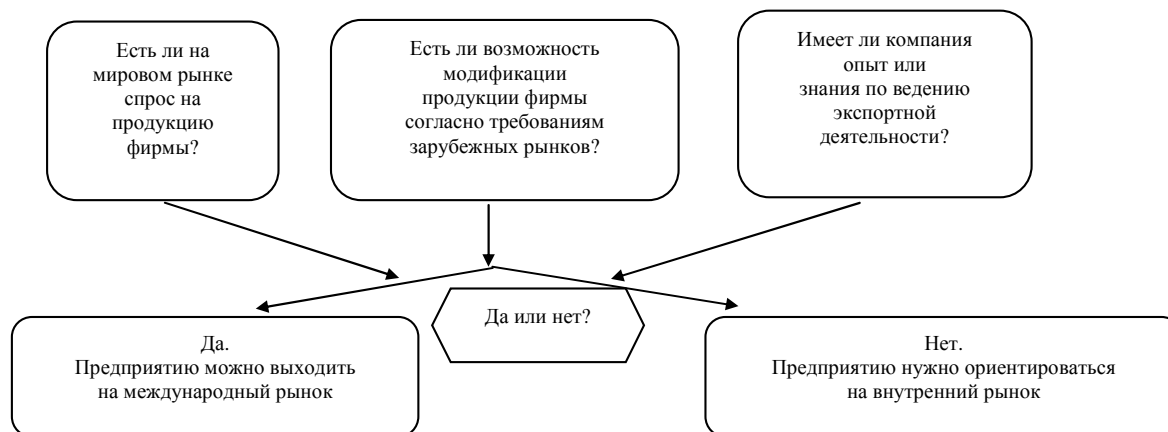 Есть ли на
мировом рынке
спрос на
продукцию
фирмы?
Есть ли возможность
модификации
продукции фирмы
согласно требованиям
зарубежных рынков?
Имеет ли компания
опыт или
знания по ведению
экспортной
деятельности?
Да или нет?
Да.
Предприятию можно выходить
на международный рынок
Нет.
Предприятию нужно ориентироваться
на внутренний рынок